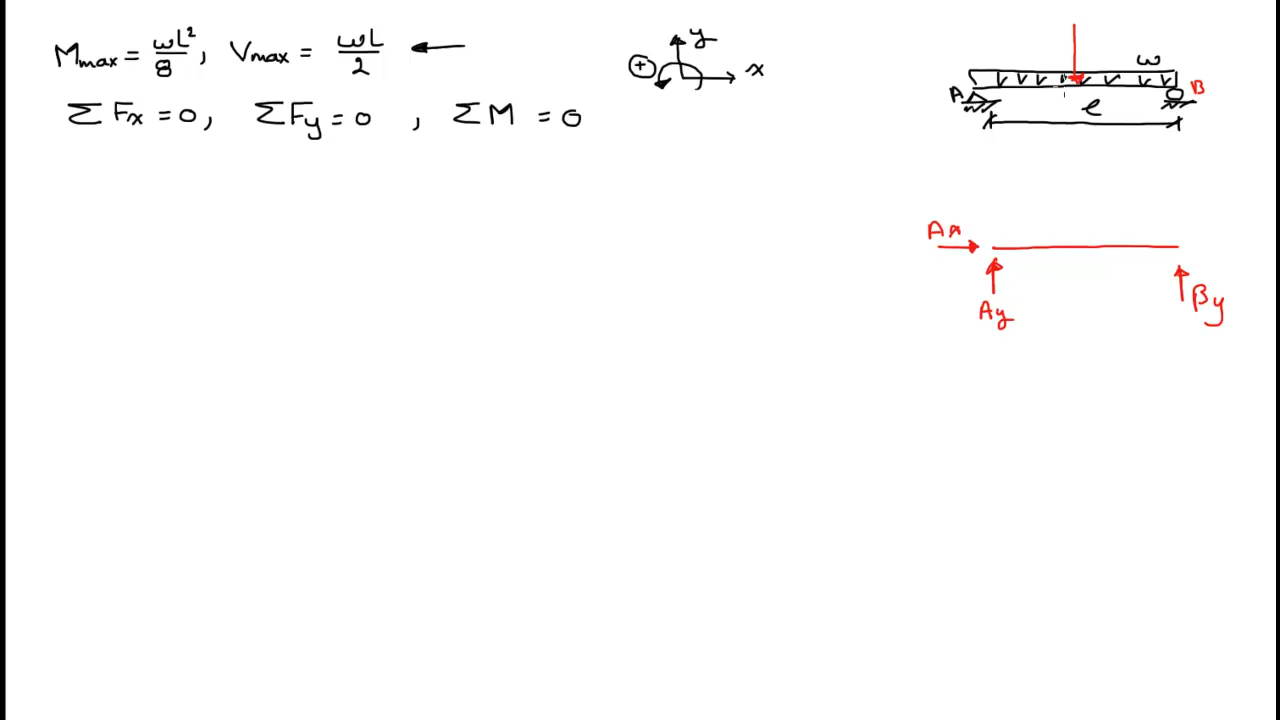 Mmax = ωL²/8, Vmax = ωL/2 ←
ΣFx = 0, ΣFy = 0, ΣM = 0
+ y x
ω
A B
l
Ax
Ay
By